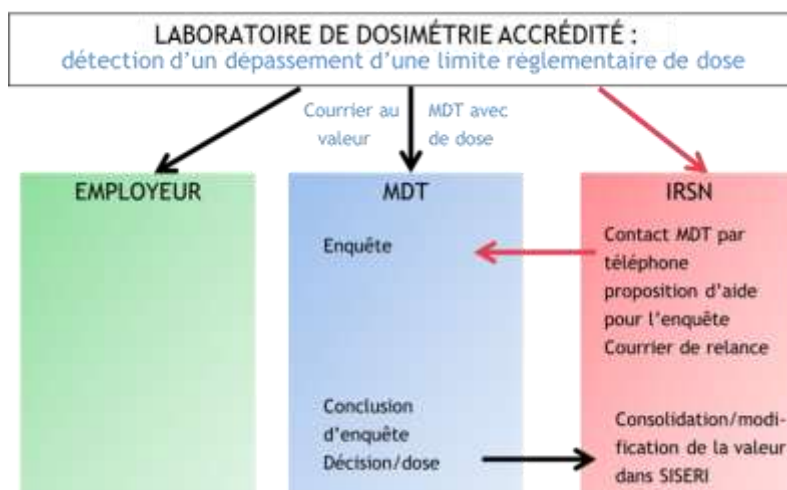 LABORATOIRE DE DOSIMÉTRIE ACCRÉDITÉ :
détection d'un dépassement d'une limite règlementaire de dose
Courrier au MDT avec
valeur de dose
EMPLOYEUR
MDT
Enquête
Conclusion
d'enquête
Décision/dose
IRSN
Contact MDT par
téléphone
proposition d'aide
pour l'enquête
Courrier de relance
Consolidation/modi-
fication de la valeur
dans SISERI